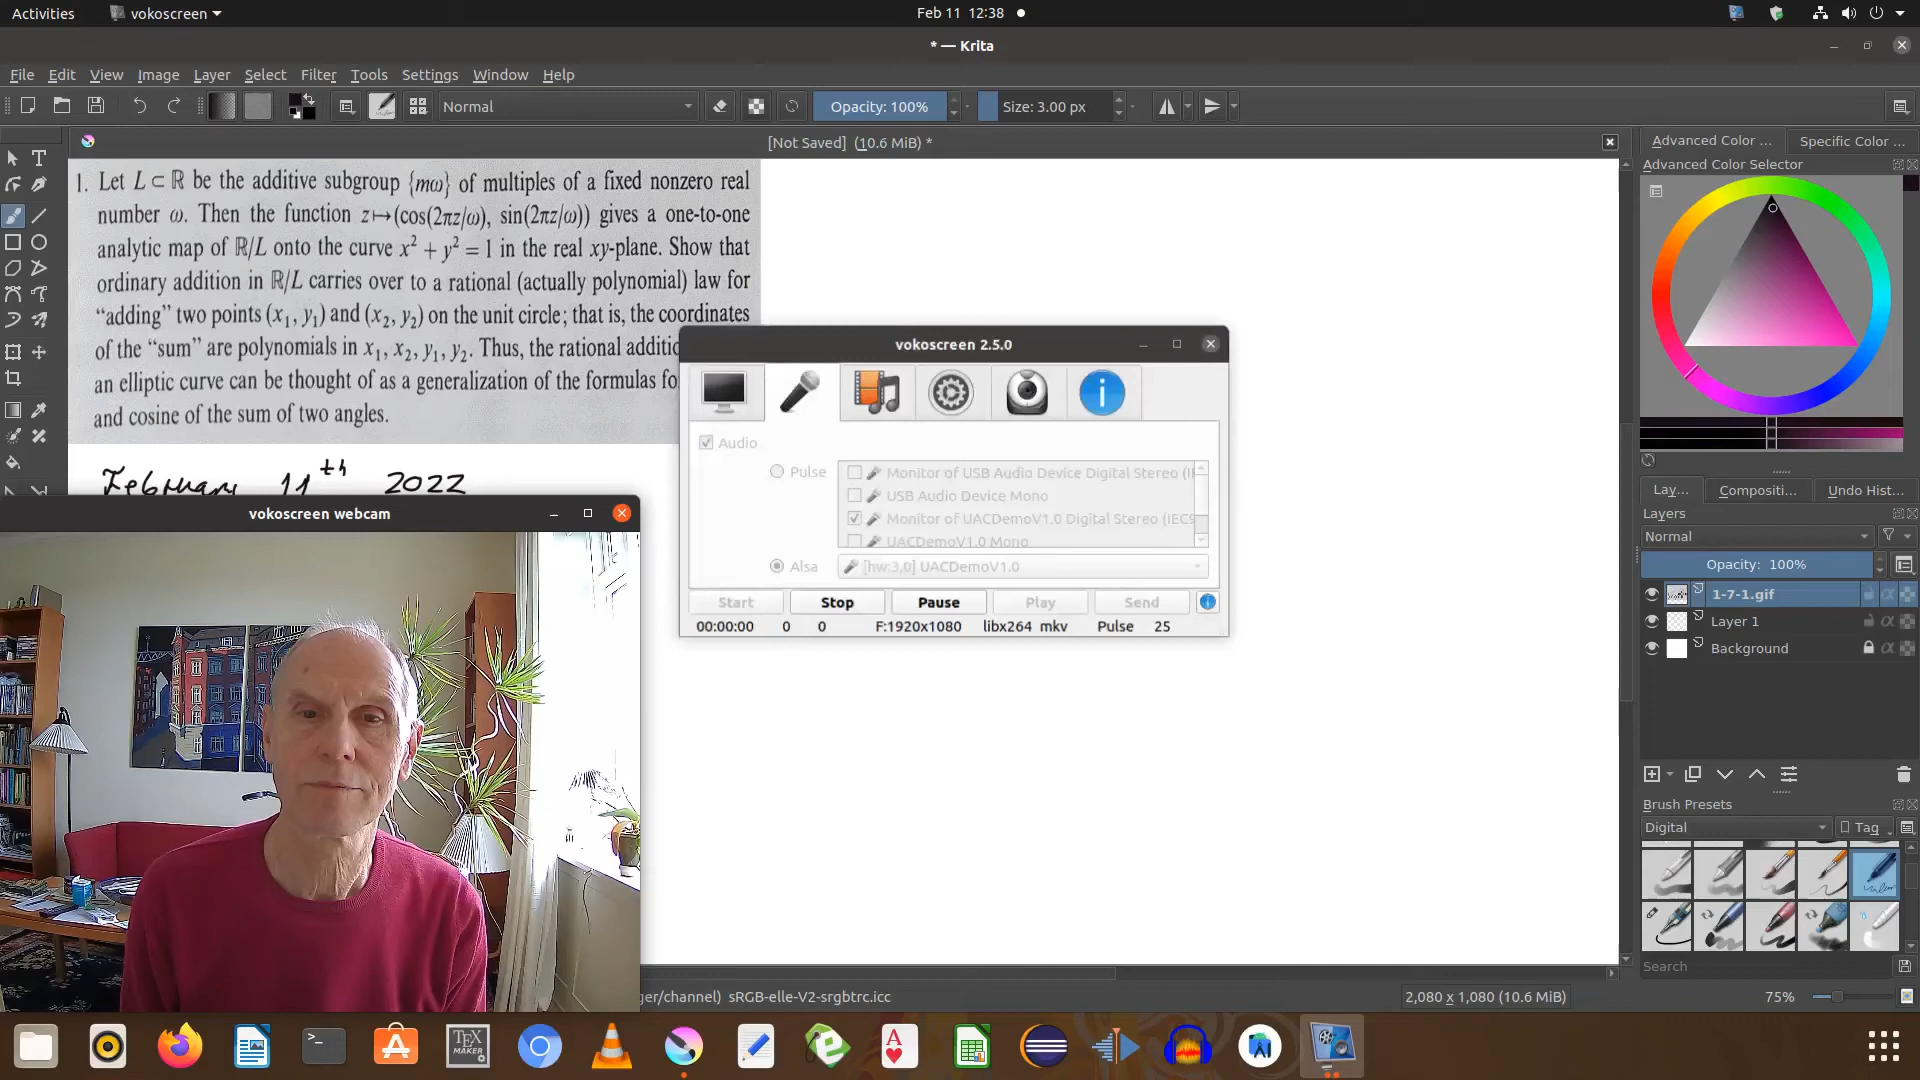 Activities vokoscreen Feb 11 12:38
* — Krita
File Edit View Image Layer Select Filter Tools Settings Window Help
Normal Opacity: 100% Size: 3.00 px
[Not Saved] (10.6 MiB) *
1. Let L ⊂ ℝ be the additive subgroup {mω} of multiples of a fixed nonzero real
number ω. Then the function z↦(cos(2πz/ω), sin(2πz/ω)) gives a one-to-one
analytic map of ℝ/L onto the curve x² + y² = 1 in the real xy-plane. Show that
ordinary addition in ℝ/L carries over to a rational (actually polynomial) law for
“adding” two points (x₁, y₁) and (x₂, y₂) on the unit circle; that is, the coordinates
of the “sum” are polynomials in x₁, x₂, y₁, y₂. Thus, the rational additi
an elliptic curve can be thought of as a generalization of the formulas fo
and cosine of the sum of two angles.
February 11th 2022
vokoscreen webcam
vokoscreen 2.5.0
Audio
Pulse
Monitor of USB Audio Device Digital Stereo (I
USB Audio Device Mono
Monitor of UACDemoV1.0 Digital Stereo (IEC9
UACDemoV1.0 Mono
Alsa [hw:3,0] UACDemoV1.0
Start Stop Pause Play Send
00:00:00 0 0 F:1920x1080 libx264 mkv Pulse 25
Advanced Color ... Specific Color ...
Advanced Color Selector
Lay... Compositi... Undo Hist...
Layers
Normal
Opacity: 100%
1-7-1.gif
Layer 1
Background
Brush Presets
Digital Tag
Search
ger/channel) sRGB-elle-V2-srgbtrc.icc 2,080 x 1,080 (10.6 MiB) 75%
>_
TEX
MAKER
A